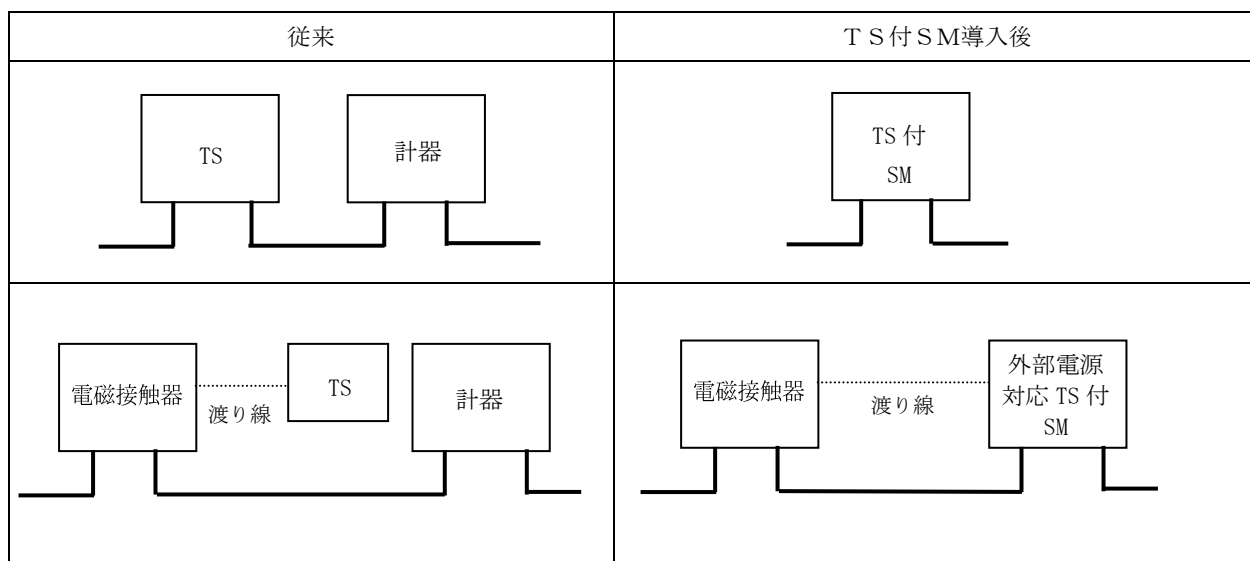 従来
ＴＳ付ＳＭ導入後
TS
計器
TS 付
SM
電磁接触器
渡り線
TS
計器
電磁接触器
渡り線
外部電源
対応 TS 付
SM